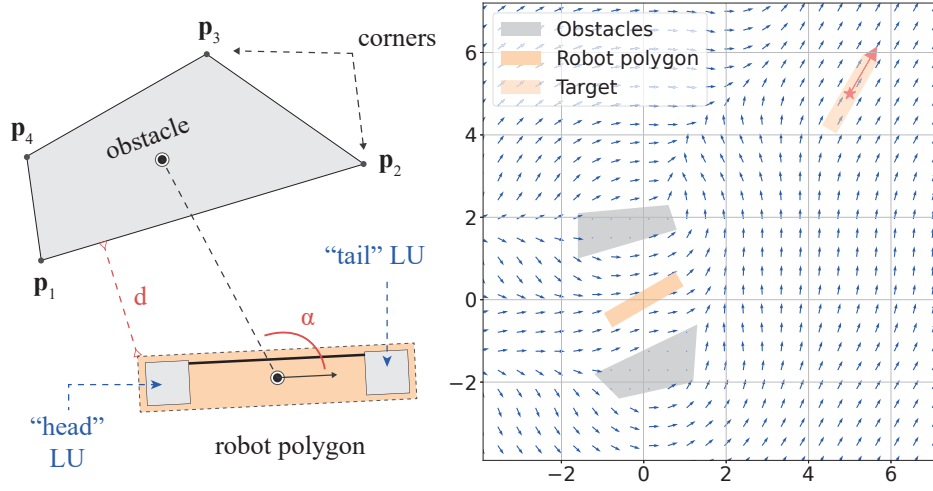 p3
corners
p4
obstacle
p2
"tail" LU
p1
d
α
"head"
LU
robot polygon
Obstacles
Robot polygon
Target
6
4
2
0
−2
−2
0
2
4
6